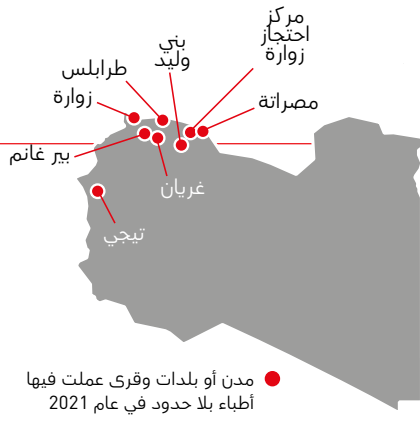 مركز
احتجاز
زوارة
بني
وليد
طرابلس
زوارة
مصراتة
بير غانم
غريان
تيجي
مدن أو بلدات وقرى عملت فيها
أطباء بلا حدود في عام 2021